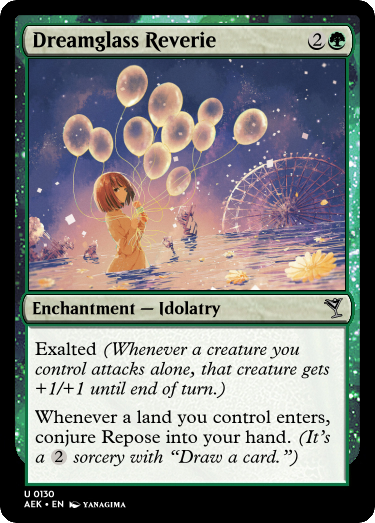 Dreamglass Reverie 2
Enchantment — Idolatry
Exalted (Whenever a creature you
control attacks alone, that creature gets
+1/+1 until end of turn.)
Whenever a land you control enters,
conjure Repose into your hand. (It's
a 2 sorcery with “Draw a card.”)
U 0130
AEK • EN YANAGIMA